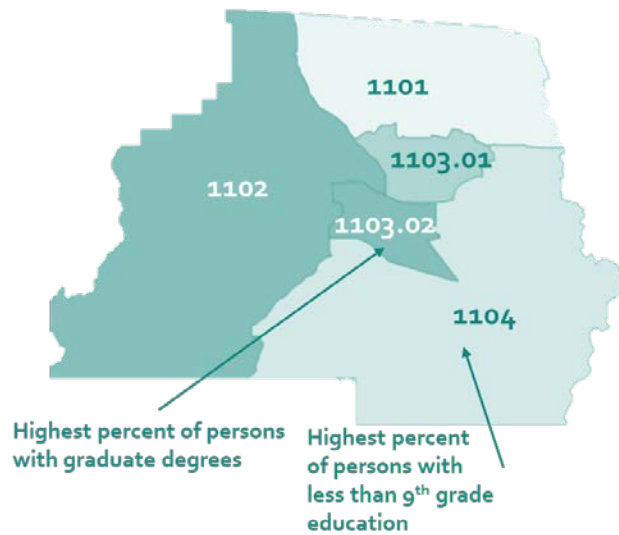 1101
1103.01
1102
1103.02
1104
Highest percent of persons
with graduate degrees
Highest percent
of persons with
less than 9th grade
education